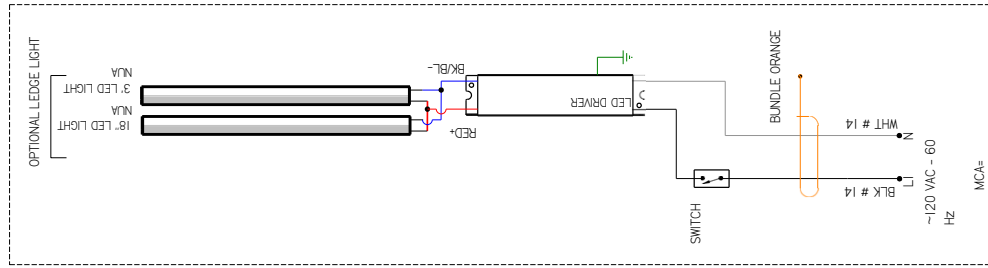 OPTIONAL LEDGE LIGHT
3' LED LIGHT
NUA
18" LED LIGHT
NUA
BK/BL-
RED+
LED DRIVER
BUNDLE ORANGE
SWITCH
WHT # 14
BLK # 14
N
L1
~120 VAC - 60
Hz
MCA=